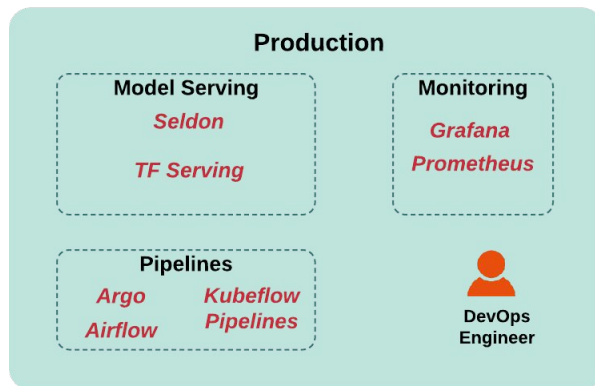 Production
Model Serving
Seldon
TF Serving
Monitoring
Grafana
Prometheus
Pipelines
Argo
Airflow
Kubeflow
Pipelines
DevOps
Engineer